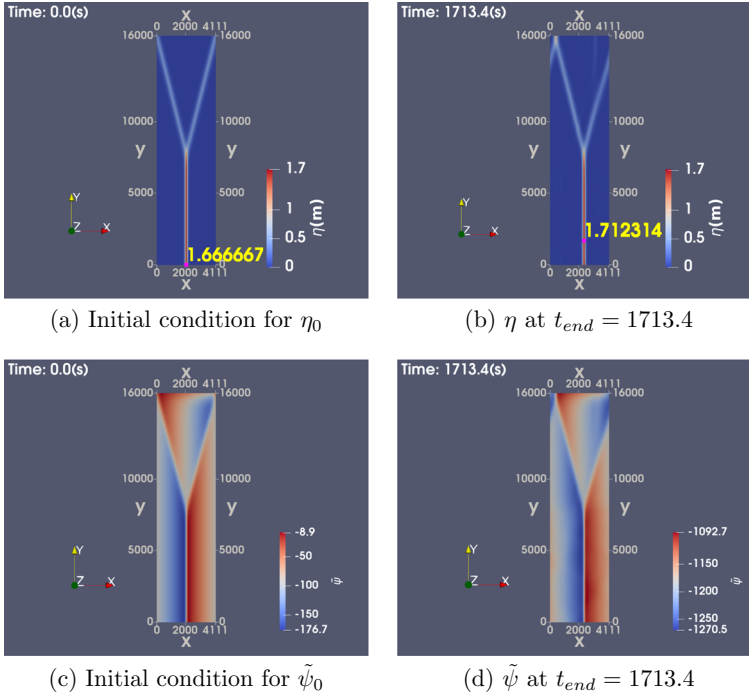 Time: 0.0(s)
X
0 2000 4111
16000 16000
10000 10000
y y
5000 5000
0 0
0 2000 4111
X
1.666667
1.7
1
0.5
0
η(m)
Y
Z X
(a) Initial condition for η₀
Time: 1713.4(s)
X
0 2000 4111
16000 16000
10000 10000
y y
5000 5000
0 0
0 2000 4111
X
1.712314
1.7
1
0.5
0
η(m)
Y
Z X
(b) η at t_end = 1713.4
Time: 0.0(s)
X
0 2000 4111
16000 16000
10000 10000
y y
5000 5000
0 0
0 2000 4111
X
-8.9
-50
-100
-150
-176.7
ψ̃
Y
Z X
(c) Initial condition for ψ̃₀
Time: 1713.4(s)
X
0 2000 4111
16000 16000
10000 10000
y y
5000 5000
0 0
0 2000 4111
X
-1092.7
-1150
-1200
-1250
-1270.5
ψ̃
Y
Z X
(d) ψ̃ at t_end = 1713.4